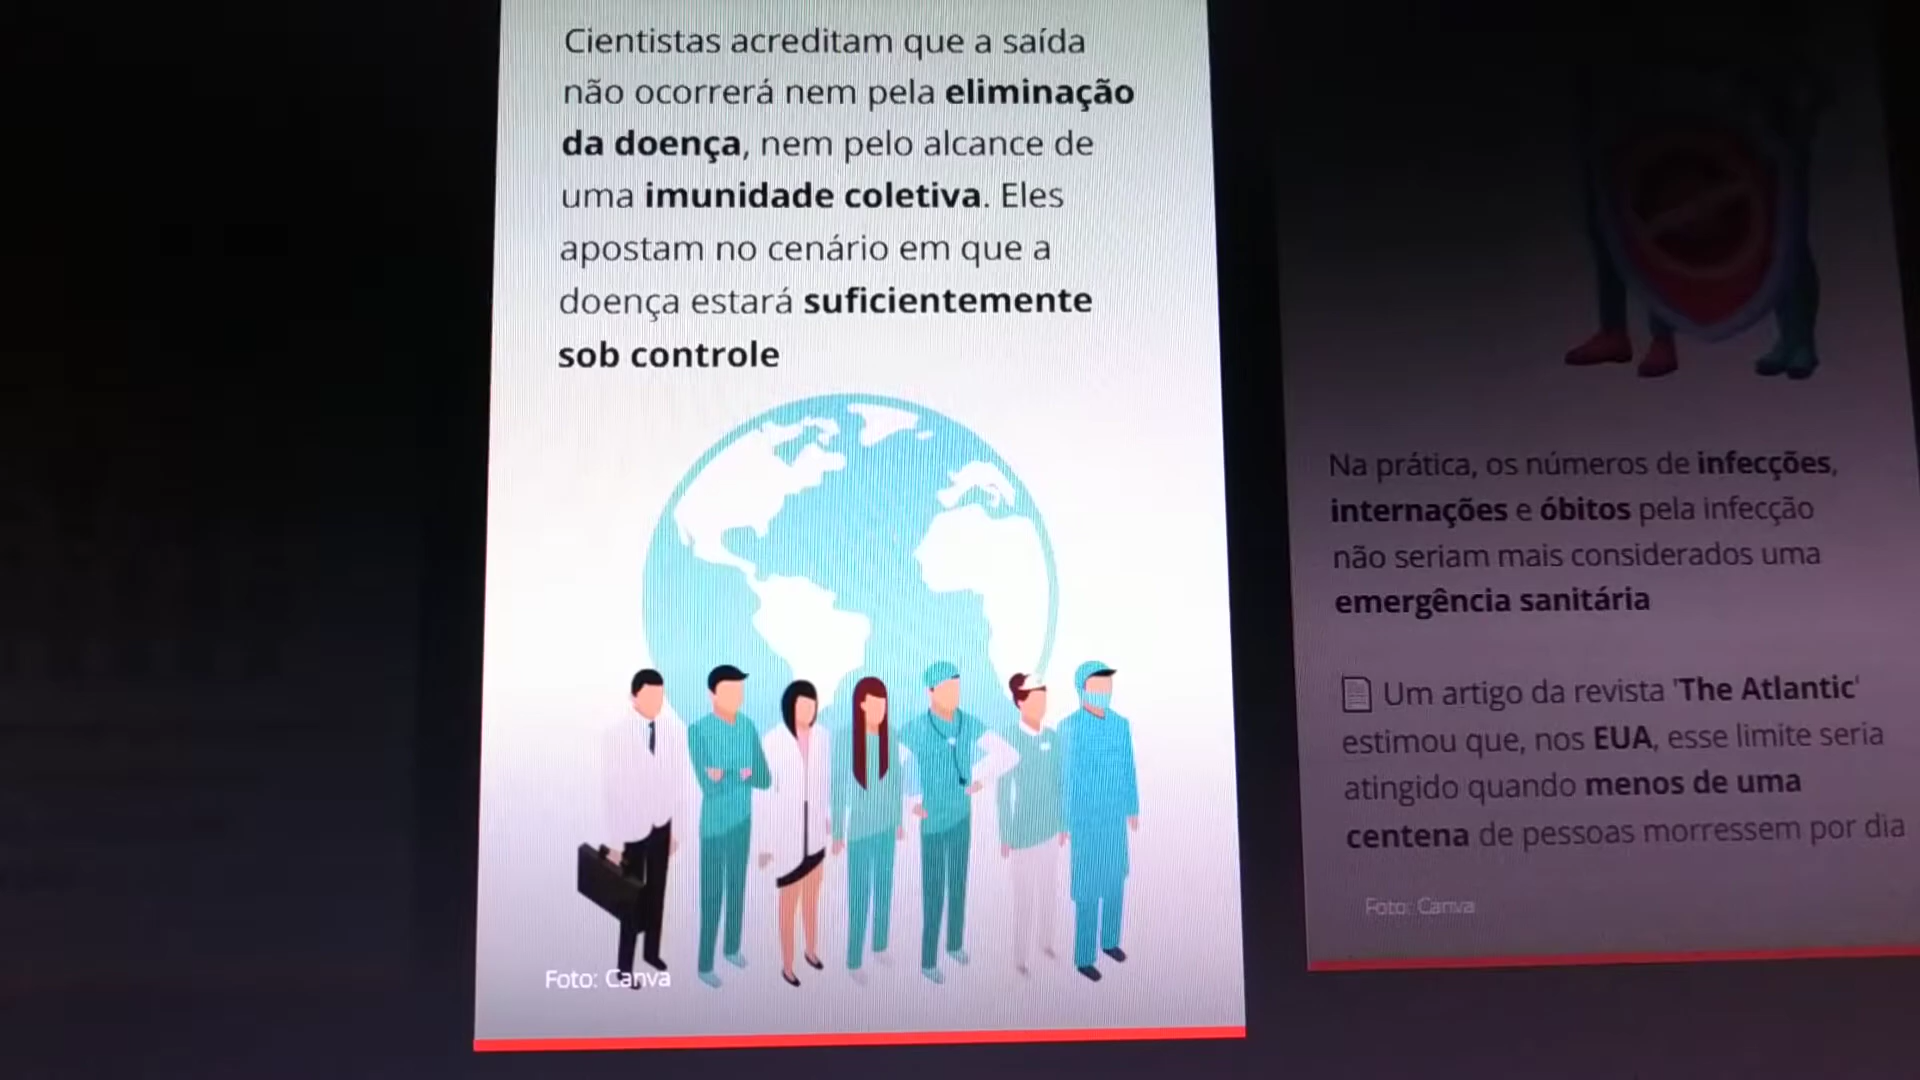 Cientistas acreditam que a saída
não ocorrerá nem pela eliminação
da doença, nem pelo alcance de
uma imunidade coletiva. Eles
apostam no cenário em que a
doença estará suficientemente
sob controle
Foto: Canva
Na prática, os números de infecções,
internações e óbitos pela infecção
não seriam mais considerados uma
emergência sanitária
Um artigo da revista 'The Atlantic'
estimou que, nos EUA, esse limite seria
atingido quando menos de uma
centena de pessoas morressem por dia
Foto: Canva